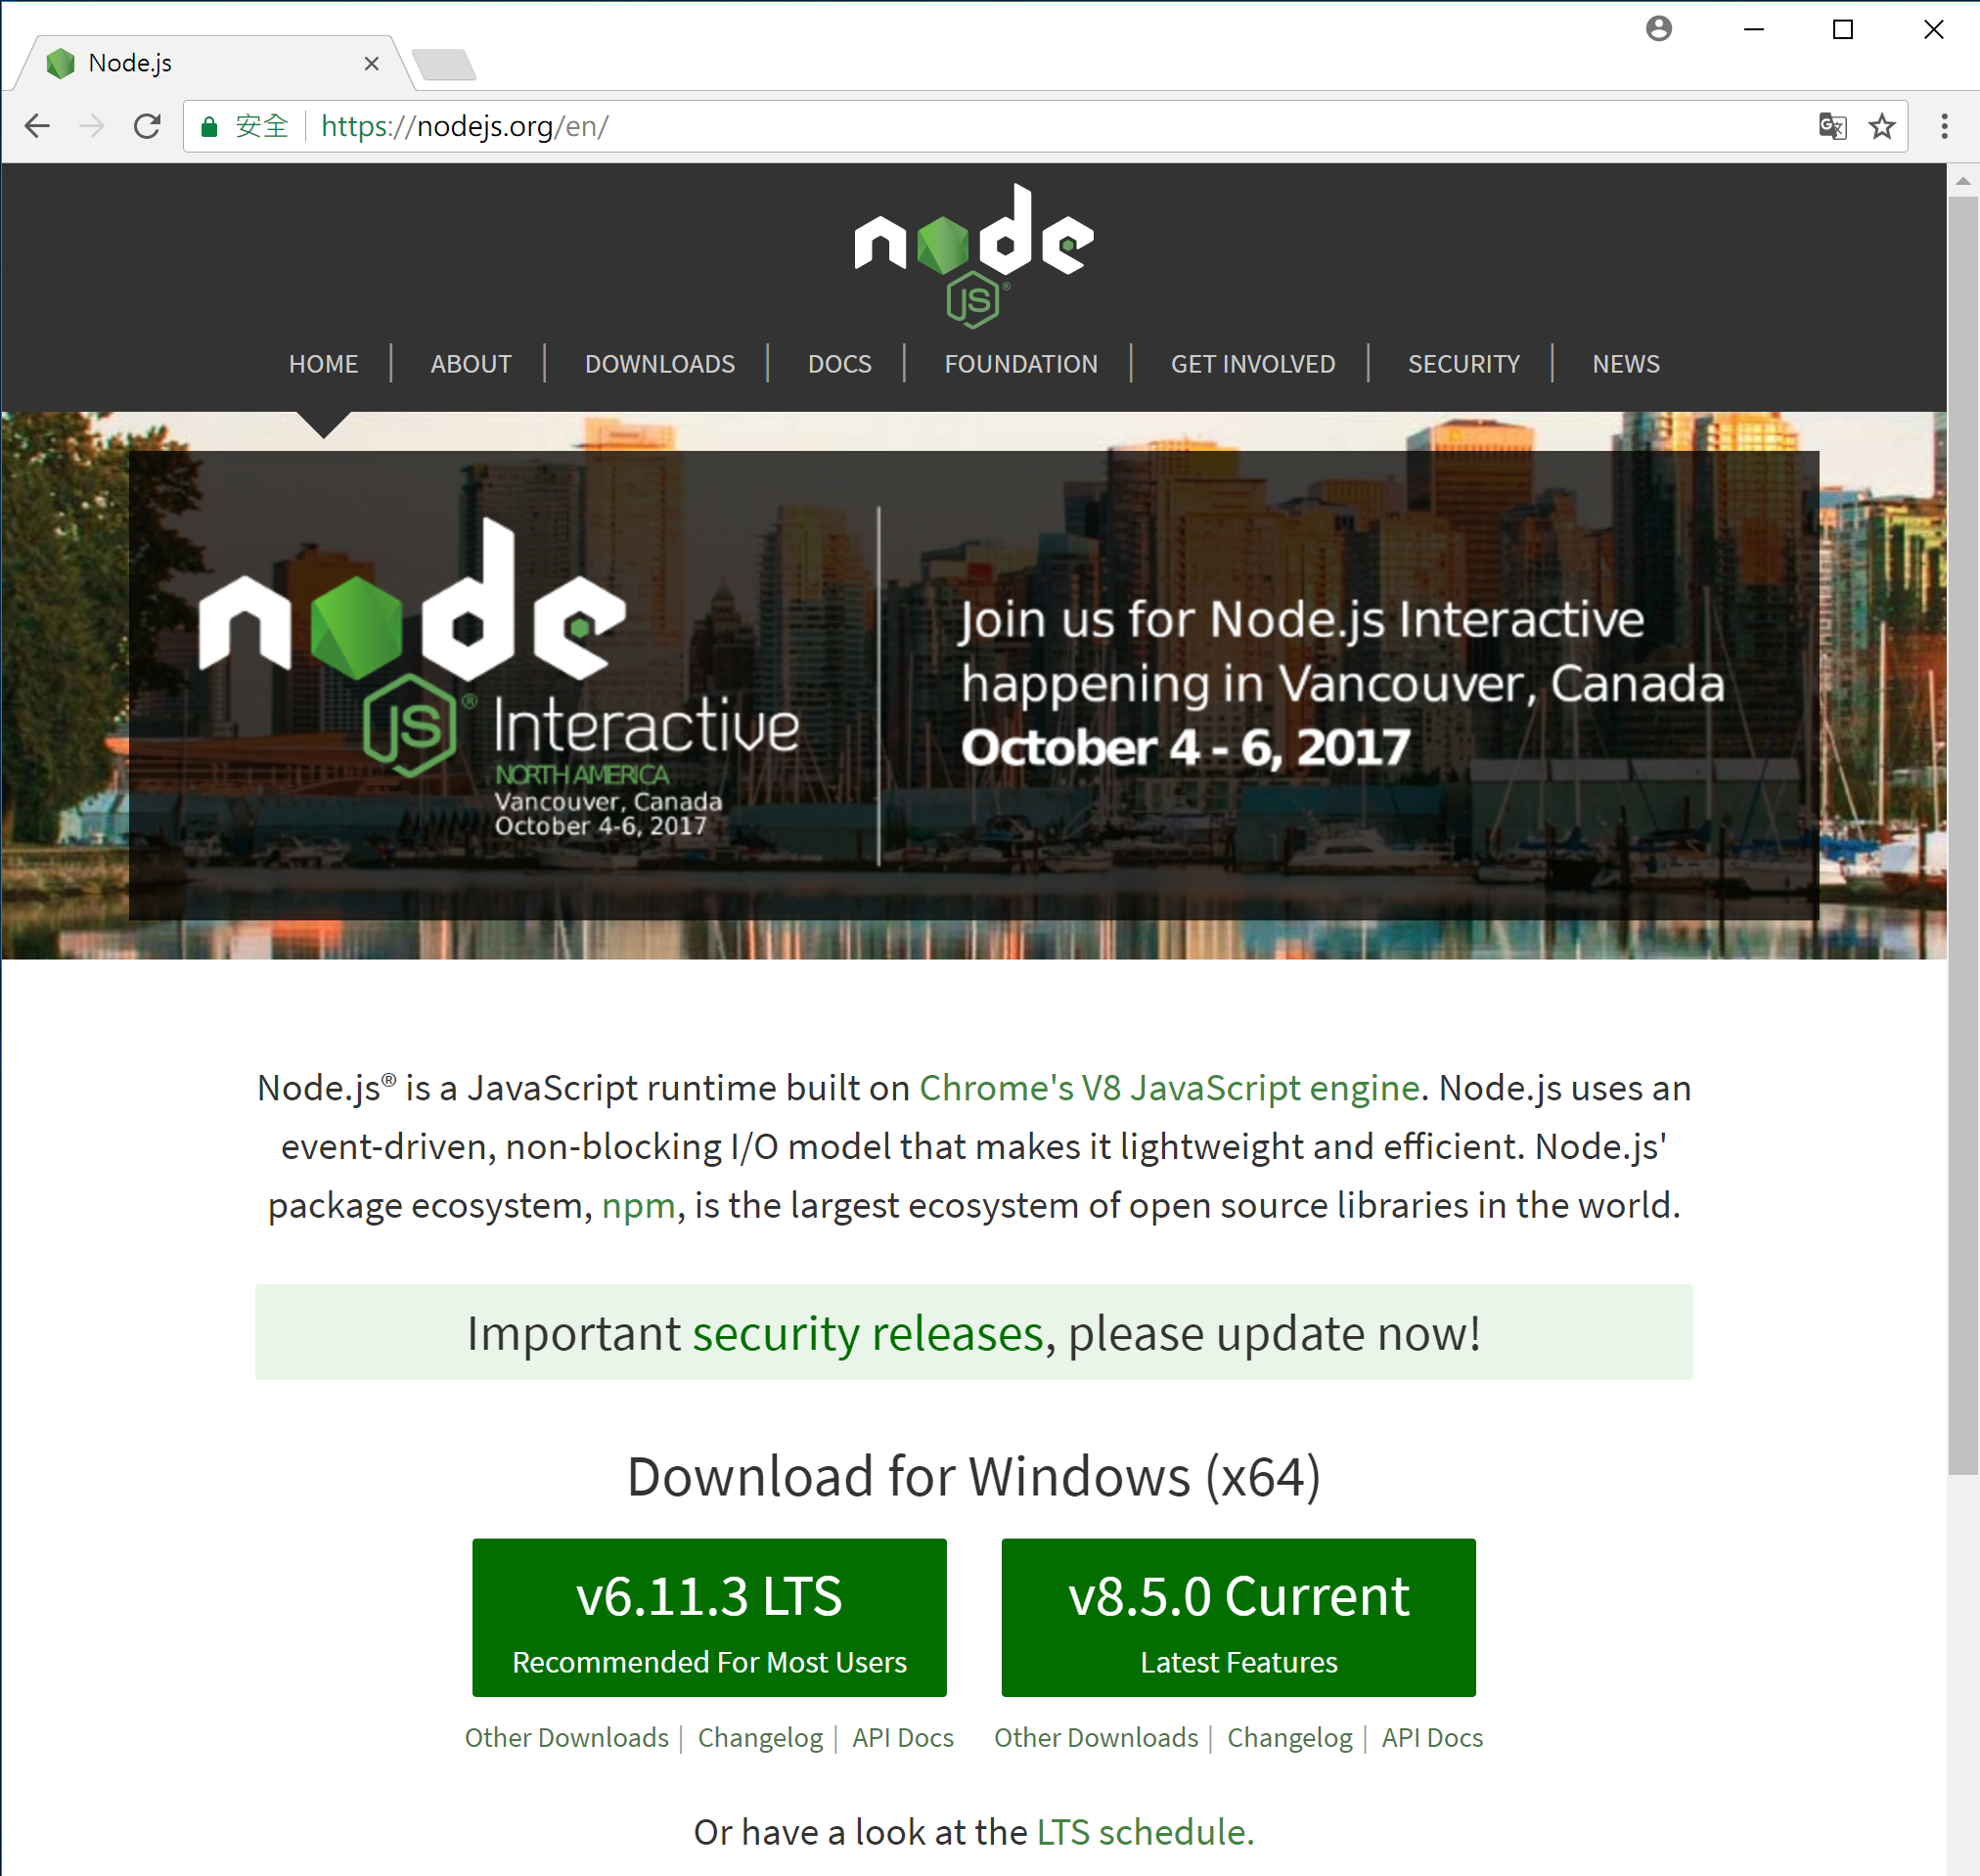 Node.js
安全 https://nodejs.org/en/
node
JS®
HOME ABOUT DOWNLOADS DOCS FOUNDATION GET INVOLVED SECURITY NEWS
node
JS® Interactive
NORTH AMERICA
Vancouver, Canada
October 4-6, 2017
Join us for Node.js Interactive
happening in Vancouver, Canada
October 4 - 6, 2017
Node.js® is a JavaScript runtime built on Chrome's V8 JavaScript engine. Node.js uses an
event-driven, non-blocking I/O model that makes it lightweight and efficient. Node.js'
package ecosystem, npm, is the largest ecosystem of open source libraries in the world.
Important security releases, please update now!
Download for Windows (x64)
v6.11.3 LTS
Recommended For Most Users
v8.5.0 Current
Latest Features
Other Downloads | Changelog | API Docs
Other Downloads | Changelog | API Docs
Or have a look at the LTS schedule.